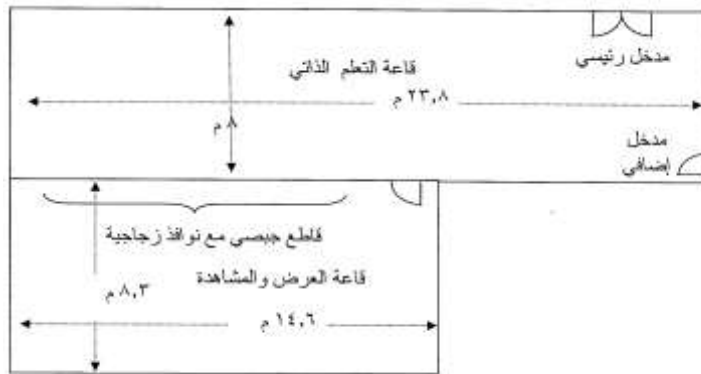 مدخل رئيسي
قاعة التعلم الذاتي
٢٣,٨ م
٨ م
مدخل
إضافي
قاطع جبصي مع نوافذ زجاجية
قاعة العرض والمشاهدة
٨,٣ م
١٤,٦ م